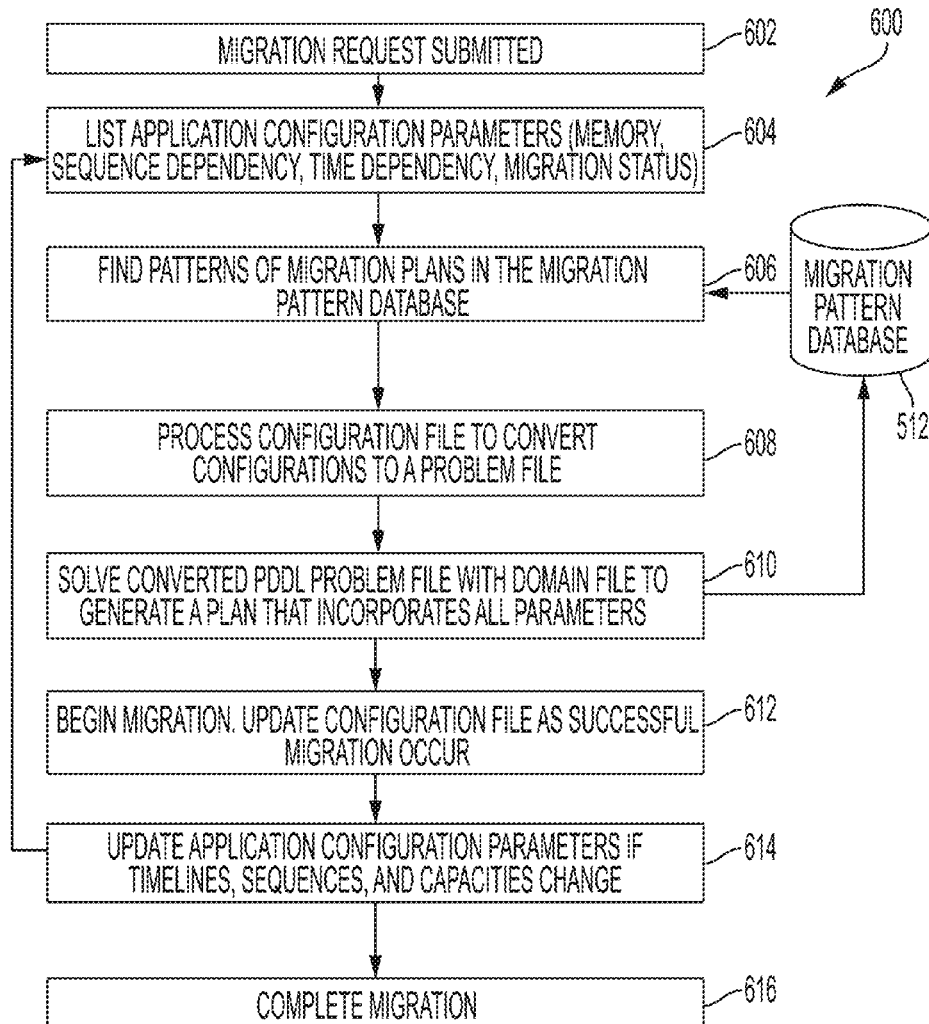 600
MIGRATION REQUEST SUBMITTED
602
LIST APPLICATION CONFIGURATION PARAMETERS (MEMORY,
SEQUENCE DEPENDENCY, TIME DEPENDENCY, MIGRATION STATUS)
604
FIND PATTERNS OF MIGRATION PLANS IN THE MIGRATION
PATTERN DATABASE
606
MIGRATION
PATTERN
DATABASE
512
PROCESS CONFIGURATION FILE TO CONVERT
CONFIGURATIONS TO A PROBLEM FILE
608
SOLVE CONVERTED PDDL PROBLEM FILE WITH DOMAIN FILE TO
GENERATE A PLAN THAT INCORPORATES ALL PARAMETERS
610
BEGIN MIGRATION. UPDATE CONFIGURATION FILE AS SUCCESSFUL
MIGRATION OCCUR
612
UPDATE APPLICATION CONFIGURATION PARAMETERS IF
TIMELINES, SEQUENCES, AND CAPACITIES CHANGE
614
COMPLETE MIGRATION
616